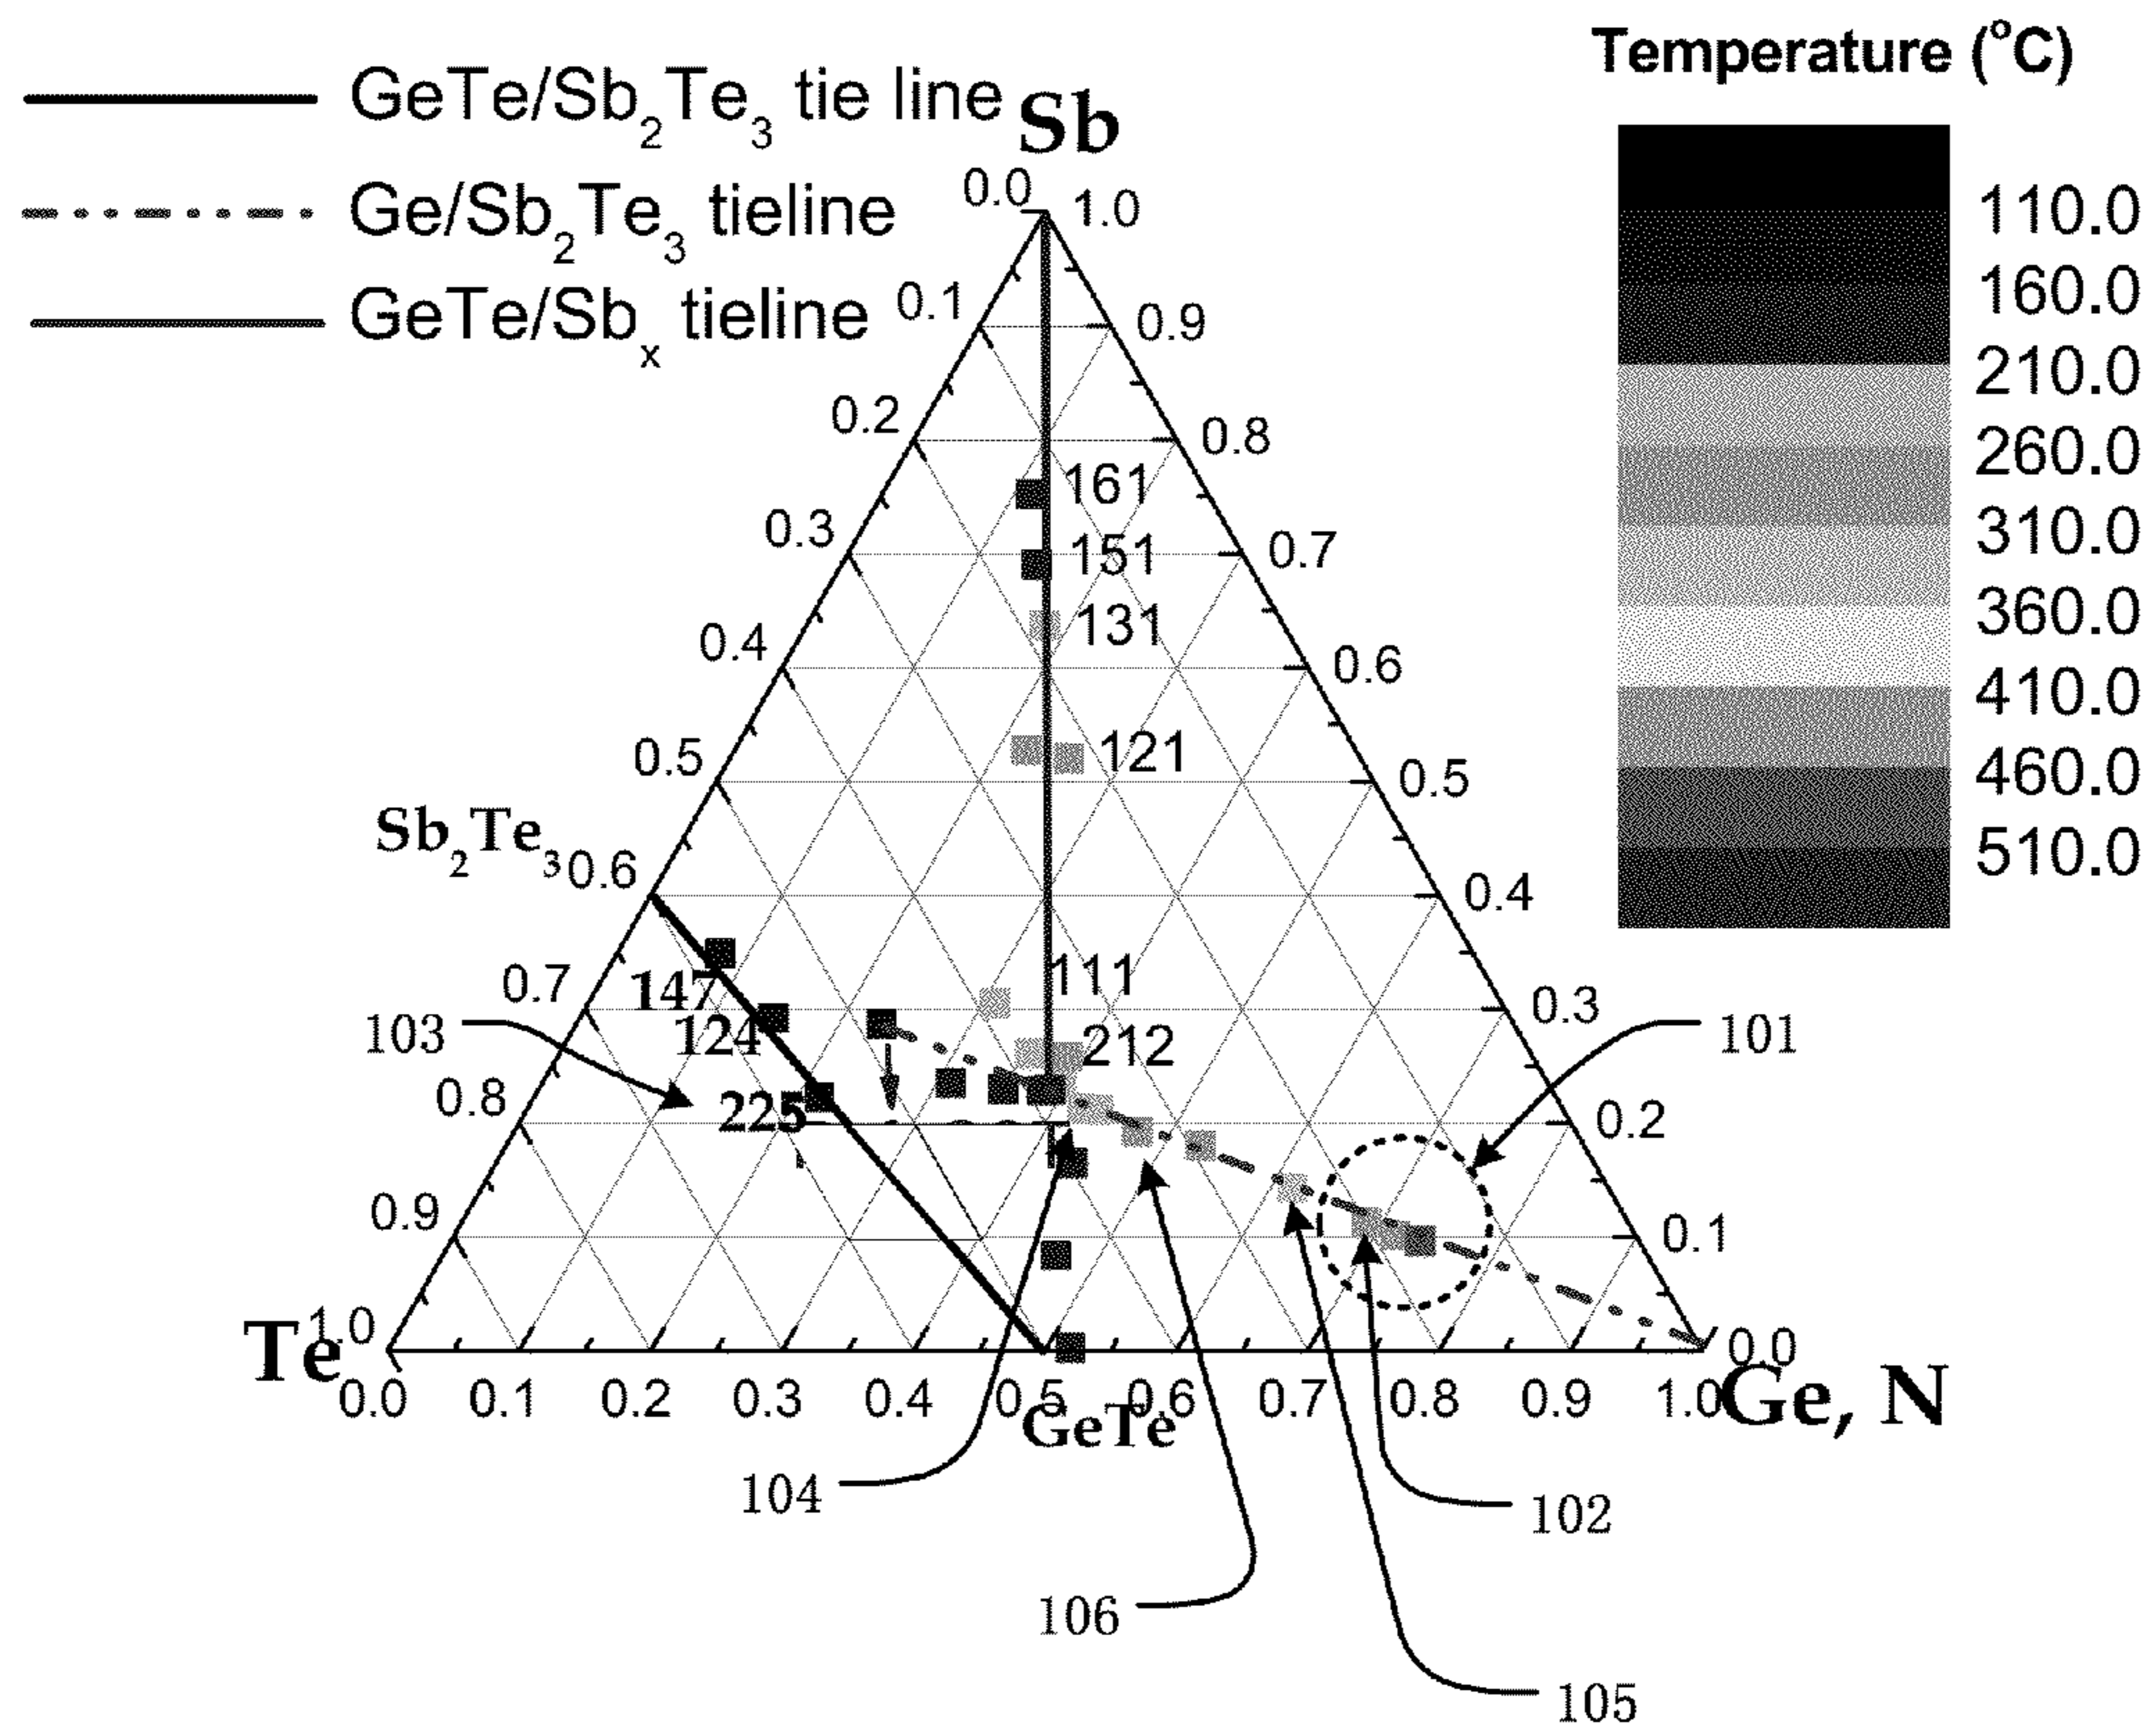 Temperature (°C)
GeTe/Sb₂Te₃ tie line
Sb
Ge/Sb₂Te₃ tieline
GeTe/Sbₓ tieline
110.0
160.0
210.0
260.0
310.0
360.0
410.0
460.0
510.0
0.0 1.0
0.1 0.9
0.2 0.8
161
0.3 151 0.7
131
0.4 0.6
121
0.5 0.5
Sb₂Te₃
0.6 0.4
111
0.7 147 0.3
103 124 212 101
0.8 225 0.2
0.9 0.1
Te 1.0 0.0
Ge, N
0.0 0.1 0.2 0.3 0.4 0.5 0.6 0.7 0.8 0.9 1.0
GeTe
104 102
106
105